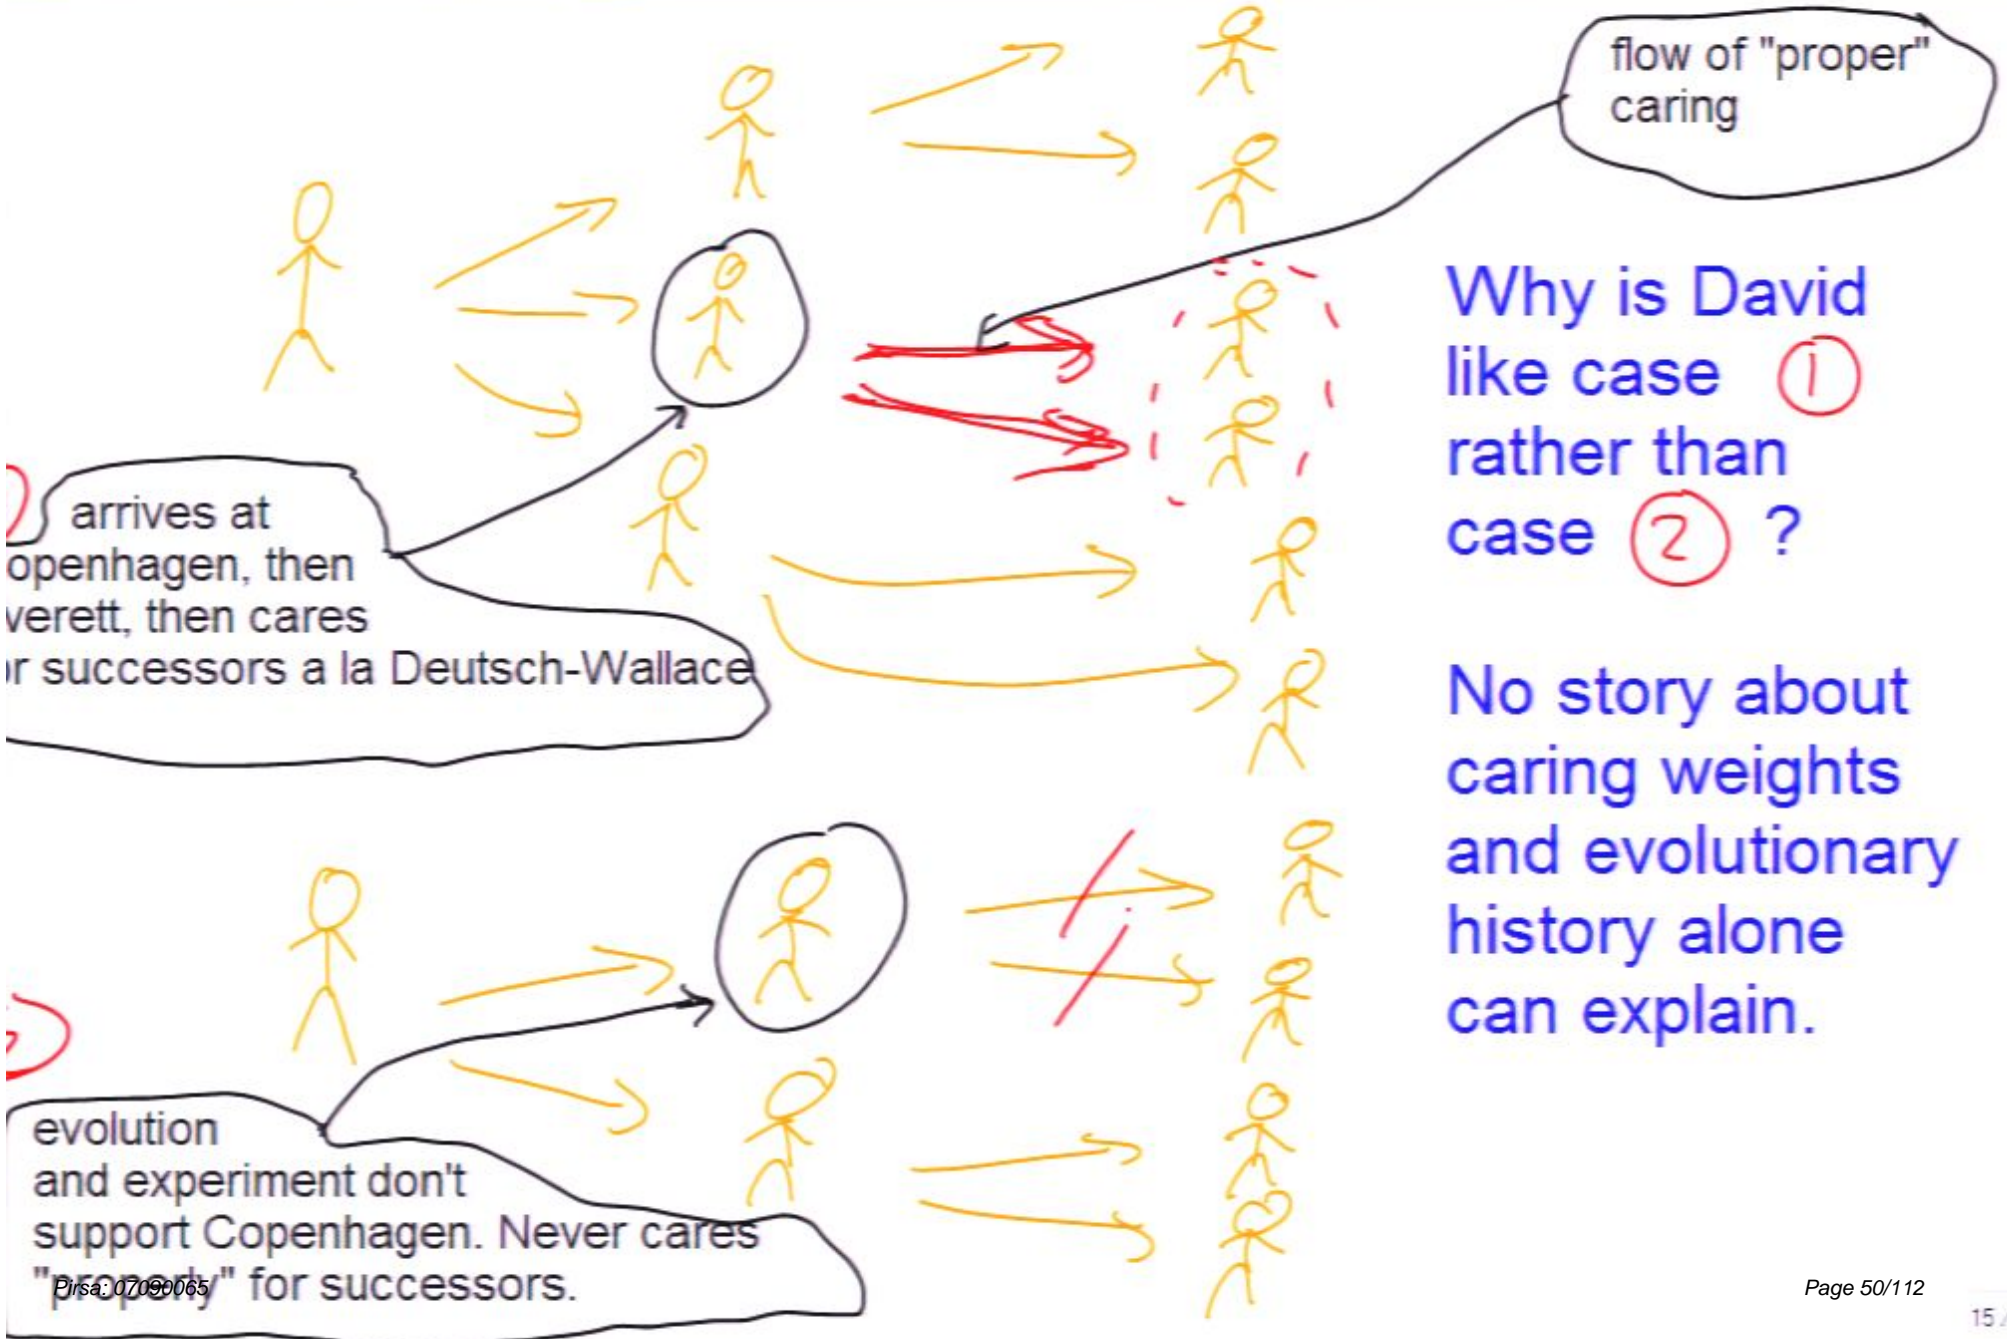 flow of "proper"
caring
Why is David
like case 1
rather than
case 2 ?
arrives at
openhagen, then
verett, then cares
r successors a la Deutsch-Wallace
No story about
caring weights
and evolutionary
history alone
can explain.
evolution
and experiment don't
support Copenhagen. Never cares
"properly" for successors.
Pirsa: 07090065
Page 50/112
15